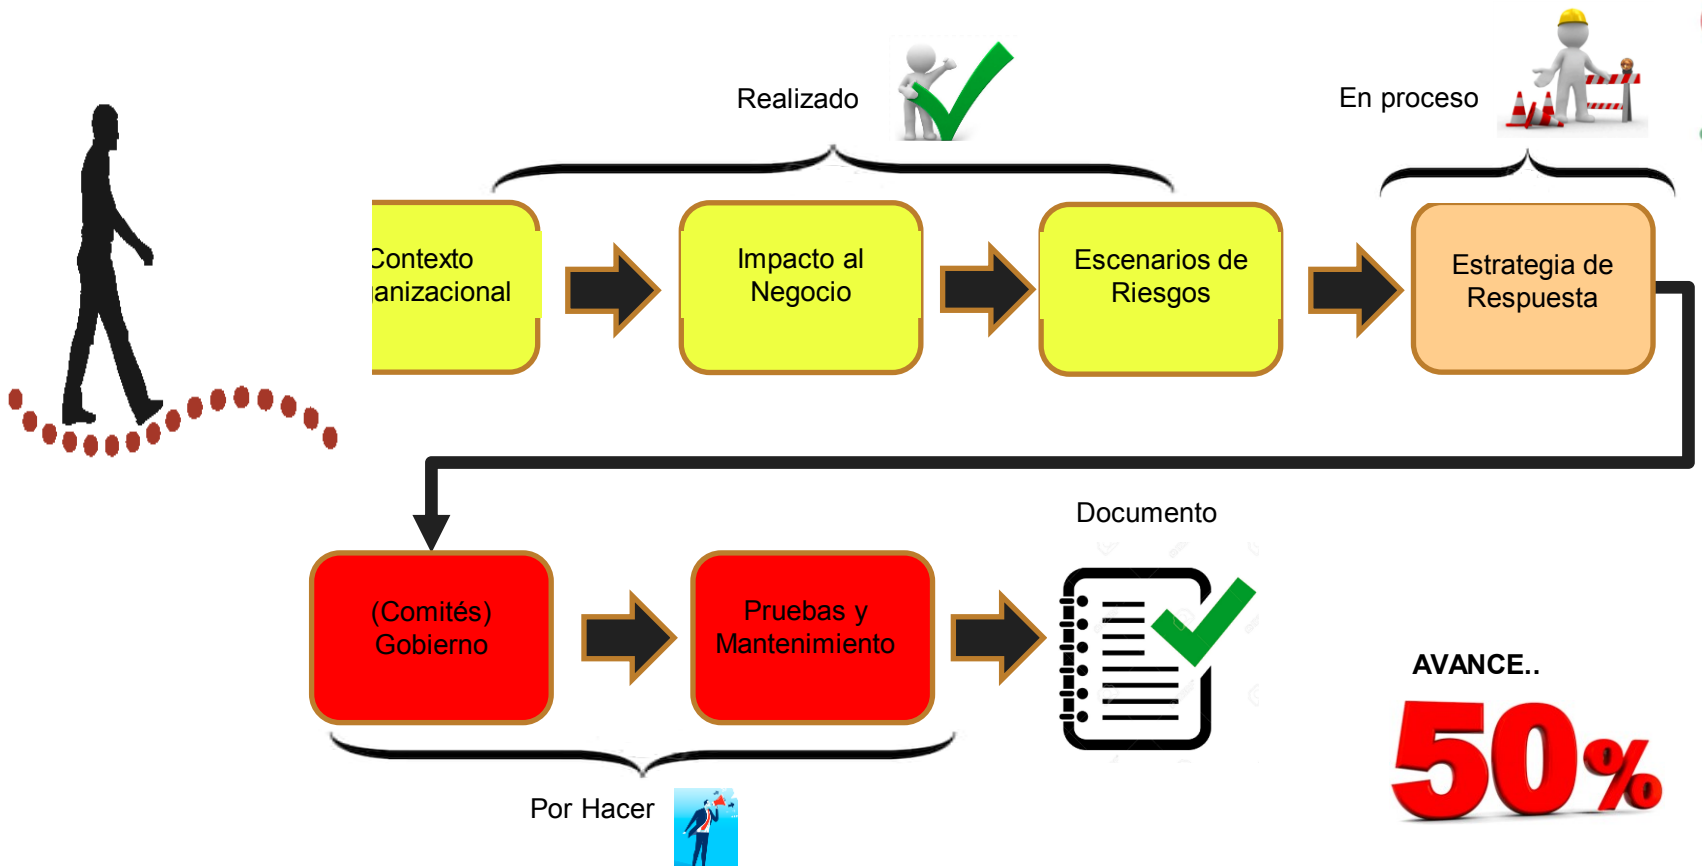 Realizado
En proceso
Contexto
ganizacional
Impacto al
Negocio
Escenarios de
Riesgos
Estrategia de
Respuesta
Documento
(Comités)
Gobierno
Pruebas y
Mantenimiento
AVANCE..
50%
Por Hacer